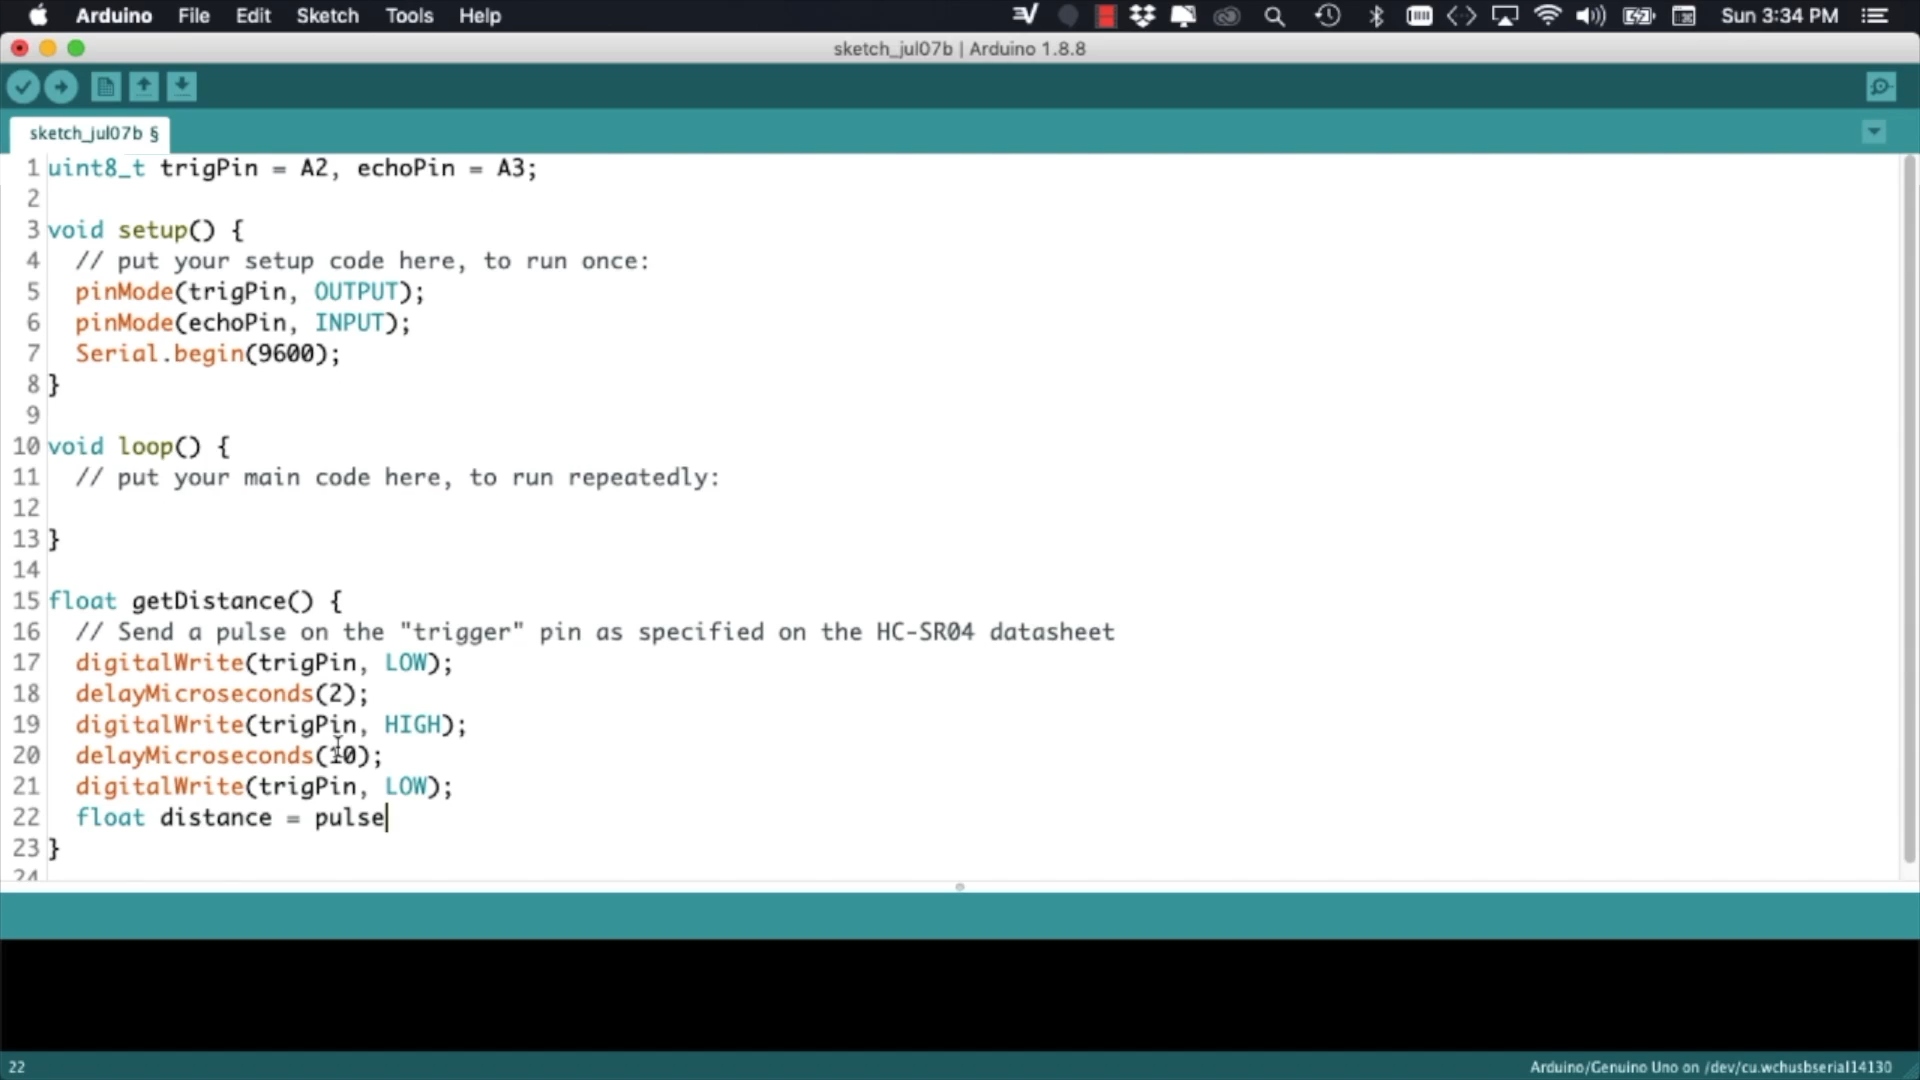 Arduino File Edit Sketch Tools Help Sun 3:34 PM
sketch_jul07b | Arduino 1.8.8
sketch_jul07b §
1 uint8_t trigPin = A2, echoPin = A3;
2
3 void setup() {
4 // put your setup code here, to run once:
5 pinMode(trigPin, OUTPUT);
6 pinMode(echoPin, INPUT);
7 Serial.begin(9600);
8 }
9
10 void loop() {
11 // put your main code here, to run repeatedly:
12
13 }
14
15 float getDistance() {
16 // Send a pulse on the "trigger" pin as specified on the HC-SR04 datasheet
17 digitalWrite(trigPin, LOW);
18 delayMicroseconds(2);
19 digitalWrite(trigPin, HIGH);
20 delayMicroseconds(10);
21 digitalWrite(trigPin, LOW);
22 float distance = pulse
23 }
24
22 Arduino/Genuino Uno on /dev/cu.wchusbserial14130